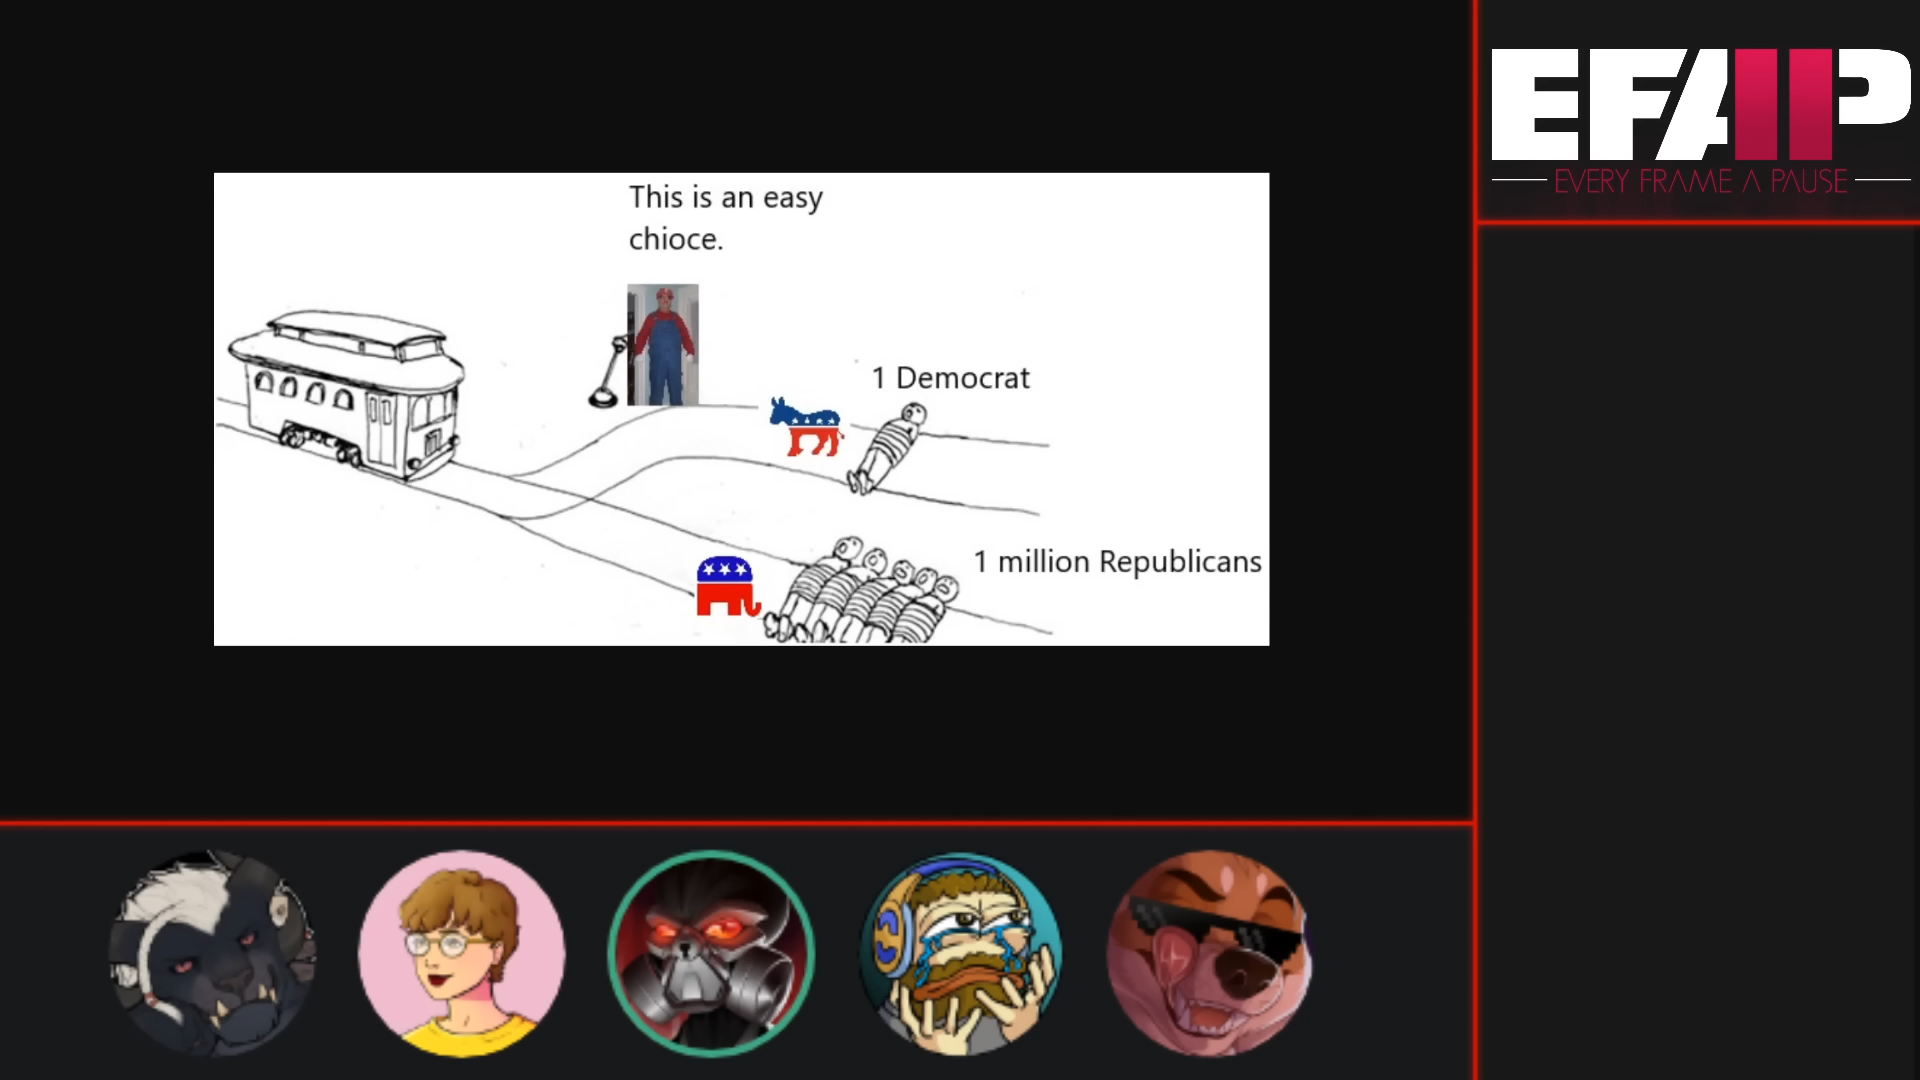 This is an easy
chioce.
1 Democrat
1 million Republicans
EFAP
EVERY FRAME A PAUSE